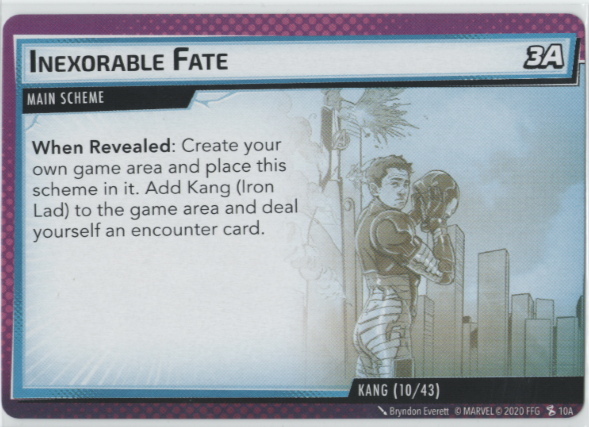 INEXORABLE FATE
3A
MAIN SCHEME
When Revealed: Create your
own game area and place this
scheme in it. Add Kang (Iron
Lad) to the game area and deal
yourself an encounter card.
KANG (10/43)
Bryndon Everett © MARVEL © 2020 FFG 10A